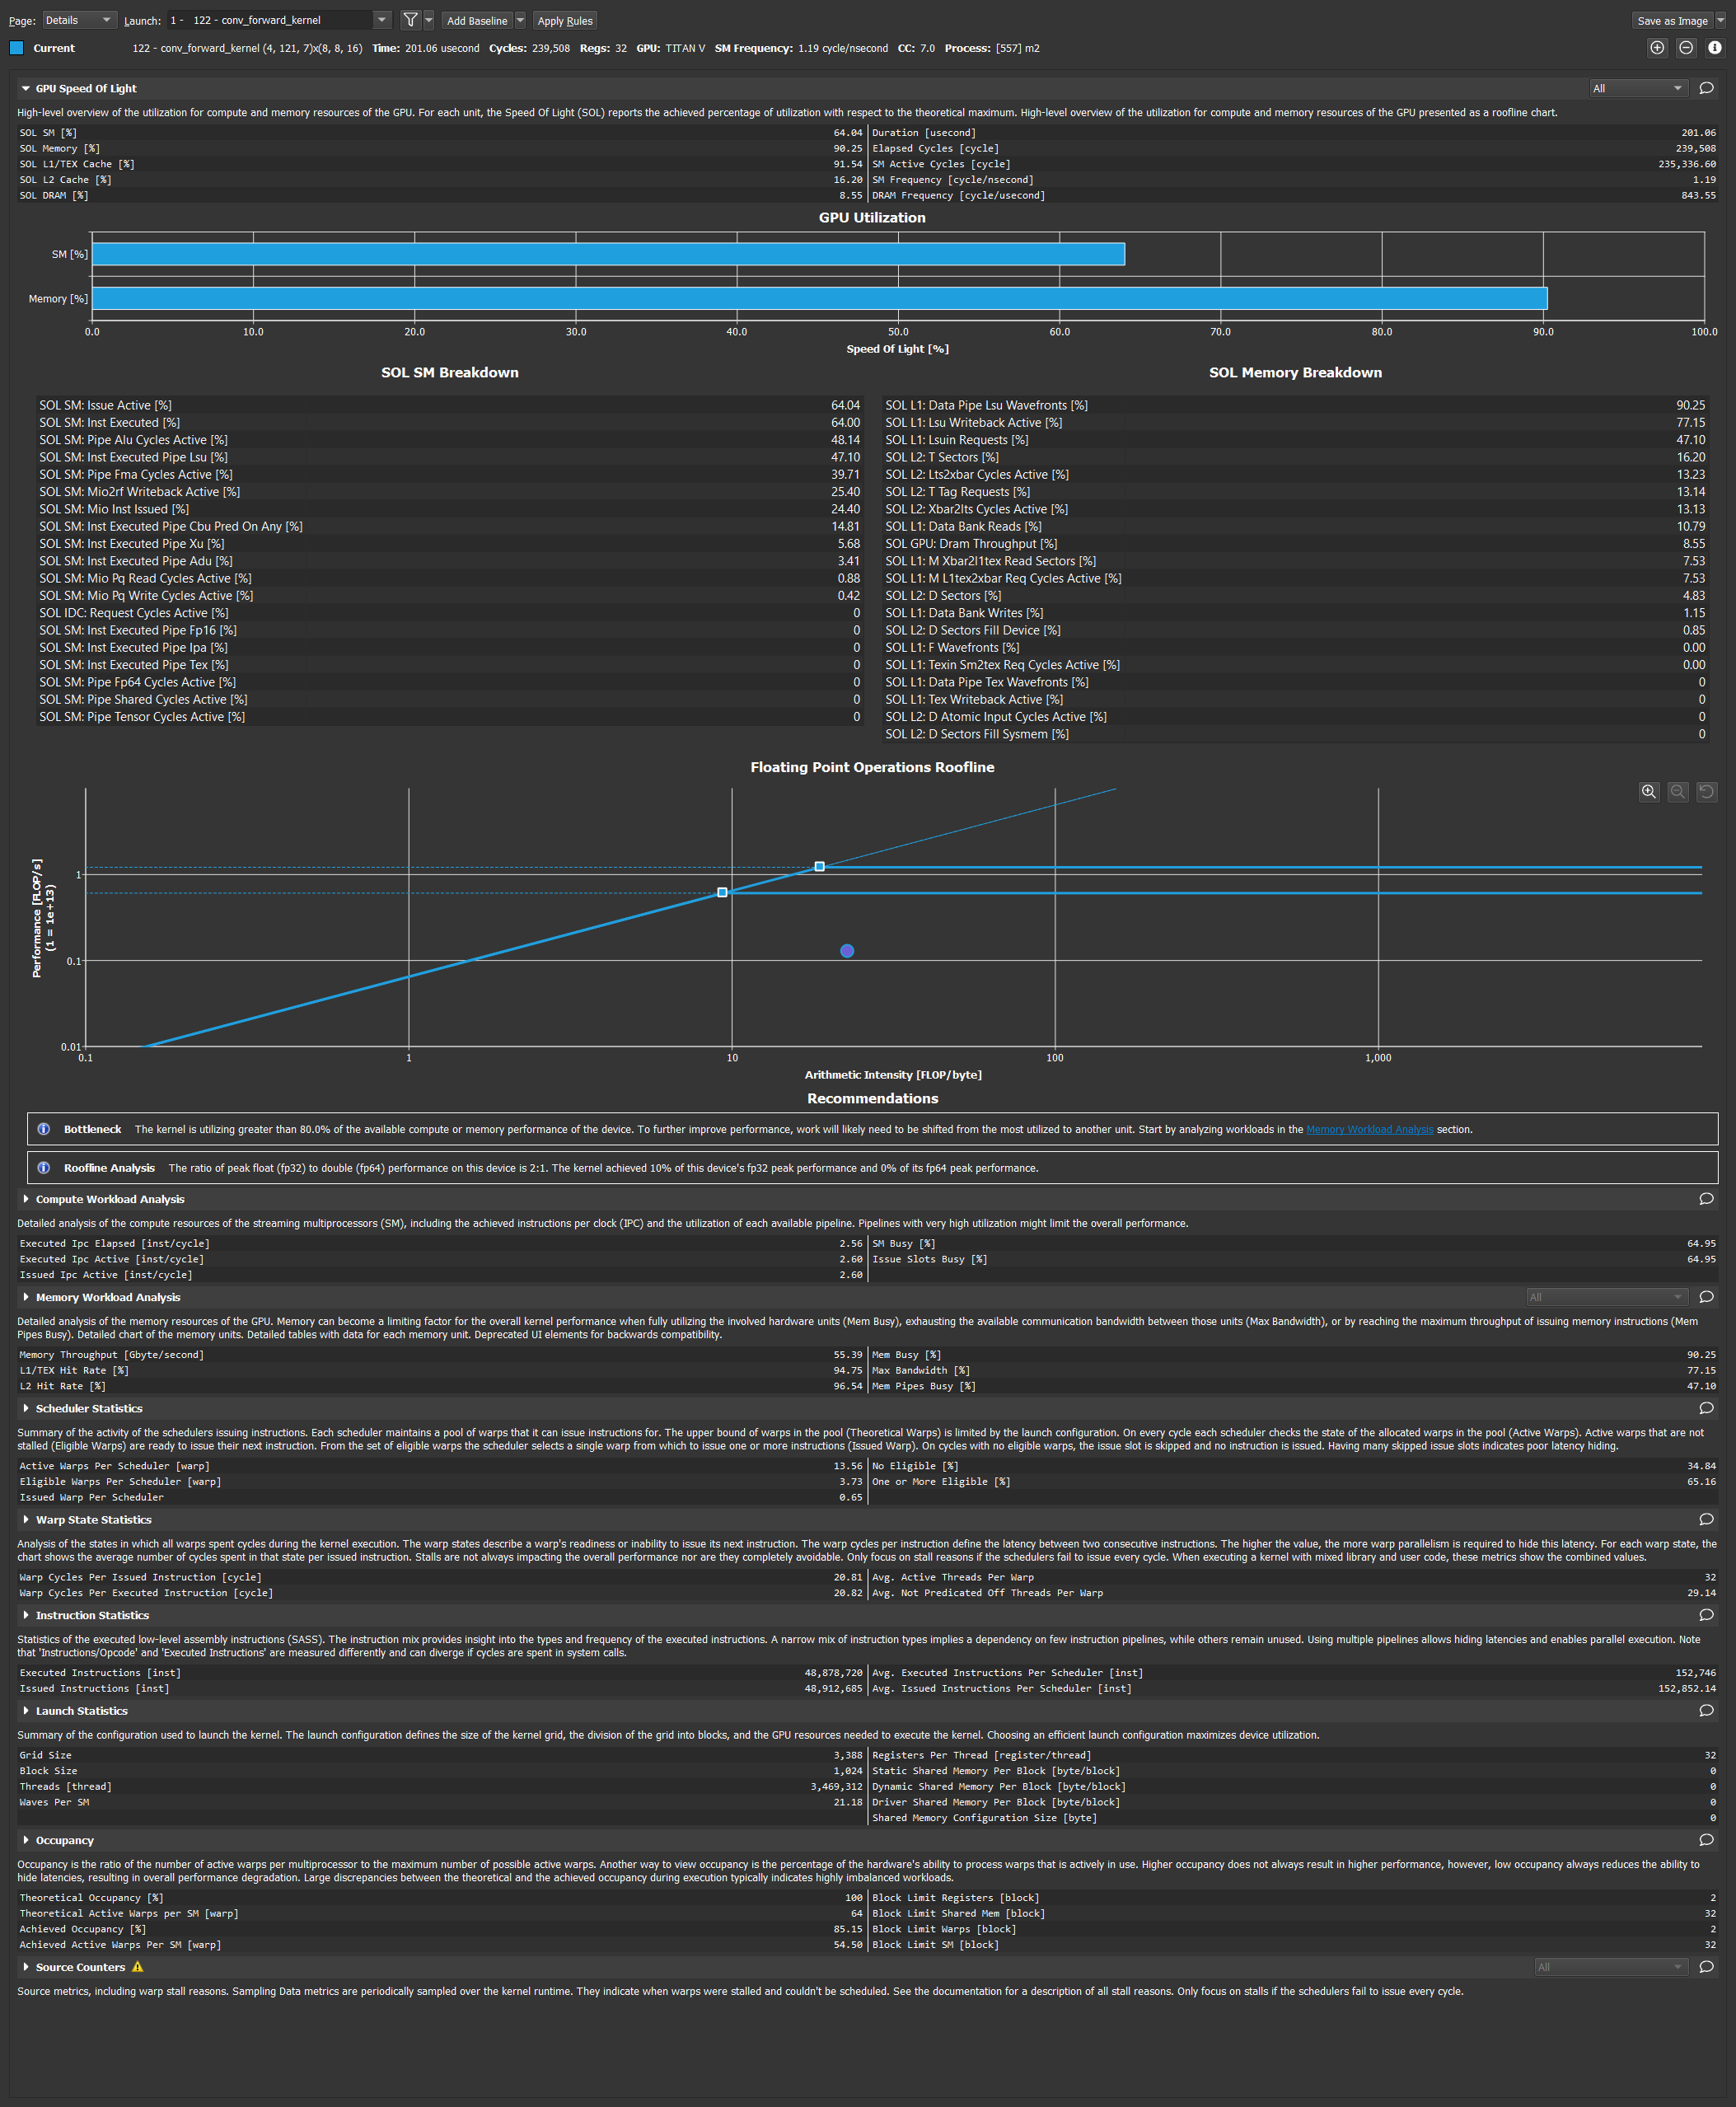 Page: Details Launch: 1 - 122 - conv_forward_kernel Add Baseline Apply Rules Save as Image
Current 122 - conv_forward_kernel (4, 121, 7)x(8, 8, 16) Time: 201.06 usecond Cycles: 239,508 Regs: 32 GPU: TITAN V SM Frequency: 1.19 cycle/nsecond CC: 7.0 Process: [557] m2
GPU Speed Of Light All
High-level overview of the utilization for compute and memory resources of the GPU. For each unit, the Speed Of Light (SOL) reports the achieved percentage of utilization with respect to the theoretical maximum. High-level overview of the utilization for compute and memory resources of the GPU presented as a roofline chart.
SOL SM [%] 64.04 Duration [usecond] 201.06
SOL Memory [%] 90.25 Elapsed Cycles [cycle] 239,508
SOL L1/TEX Cache [%] 91.54 SM Active Cycles [cycle] 235,336.60
SOL L2 Cache [%] 16.20 SM Frequency [cycle/nsecond] 1.19
SOL DRAM [%] 8.55 DRAM Frequency [cycle/usecond] 843.55
GPU Utilization
SM [%]
Memory [%]
0.0 10.0 20.0 30.0 40.0 50.0 60.0 70.0 80.0 90.0 100.0
Speed Of Light [%]
SOL SM Breakdown SOL Memory Breakdown
SOL SM: Issue Active [%] 64.04 SOL L1: Data Pipe Lsu Wavefronts [%] 90.25
SOL SM: Inst Executed [%] 64.00 SOL L1: Lsu Writeback Active [%] 77.15
SOL SM: Pipe Alu Cycles Active [%] 48.14 SOL L1: Lsuin Requests [%] 47.10
SOL SM: Inst Executed Pipe Lsu [%] 47.10 SOL L2: T Sectors [%] 16.20
SOL SM: Pipe Fma Cycles Active [%] 39.71 SOL L2: Lts2xbar Cycles Active [%] 13.23
SOL SM: Mio2rf Writeback Active [%] 25.40 SOL L2: T Tag Requests [%] 13.14
SOL SM: Mio Inst Issued [%] 24.40 SOL L2: Xbar2lts Cycles Active [%] 13.13
SOL SM: Inst Executed Pipe Cbu Pred On Any [%] 14.81 SOL L1: Data Bank Reads [%] 10.79
SOL SM: Inst Executed Pipe Xu [%] 5.68 SOL GPU: Dram Throughput [%] 8.55
SOL SM: Inst Executed Pipe Adu [%] 3.41 SOL L1: M Xbar2l1tex Read Sectors [%] 7.53
SOL SM: Mio Pq Read Cycles Active [%] 0.88 SOL L1: M L1tex2xbar Req Cycles Active [%] 7.53
SOL SM: Mio Pq Write Cycles Active [%] 0.42 SOL L2: D Sectors [%] 4.83
SOL IDC: Request Cycles Active [%] 0 SOL L1: Data Bank Writes [%] 1.15
SOL SM: Inst Executed Pipe Fp16 [%] 0 SOL L2: D Sectors Fill Device [%] 0.85
SOL SM: Inst Executed Pipe Ipa [%] 0 SOL L1: F Wavefronts [%] 0.00
SOL SM: Inst Executed Pipe Tex [%] 0 SOL L1: Texin Sm2tex Req Cycles Active [%] 0.00
SOL SM: Pipe Fp64 Cycles Active [%] 0 SOL L1: Data Pipe Tex Wavefronts [%] 0
SOL SM: Pipe Shared Cycles Active [%] 0 SOL L1: Tex Writeback Active [%] 0
SOL SM: Pipe Tensor Cycles Active [%] 0 SOL L2: D Atomic Input Cycles Active [%] 0
SOL L2: D Sectors Fill Sysmem [%] 0
Floating Point Operations Roofline
Performance [FLOP/s]
(1 = 1e+13)
1
0.1
0.01
0.1 1 10 100 1,000
Arithmetic Intensity [FLOP/byte]
Recommendations
Bottleneck The kernel is utilizing greater than 80.0% of the available compute or memory performance of the device. To further improve performance, work will likely need to be shifted from the most utilized to another unit. Start by analyzing workloads in the Memory Workload Analysis section.
Roofline Analysis The ratio of peak float (fp32) to double (fp64) performance on this device is 2:1. The kernel achieved 10% of this device's fp32 peak performance and 0% of its fp64 peak performance.
Compute Workload Analysis
Detailed analysis of the compute resources of the streaming multiprocessors (SM), including the achieved instructions per clock (IPC) and the utilization of each available pipeline. Pipelines with very high utilization might limit the overall performance.
Executed Ipc Elapsed [inst/cycle] 2.56 SM Busy [%] 64.95
Executed Ipc Active [inst/cycle] 2.60 Issue Slots Busy [%] 64.95
Issued Ipc Active [inst/cycle] 2.60
Memory Workload Analysis All
Detailed analysis of the memory resources of the GPU. Memory can become a limiting factor for the overall kernel performance when fully utilizing the involved hardware units (Mem Busy), exhausting the available communication bandwidth between those units (Max Bandwidth), or by reaching the maximum throughput of issuing memory instructions (Mem
Pipes Busy). Detailed chart of the memory units. Detailed tables with data for each memory unit. Deprecated UI elements for backwards compatibility.
Memory Throughput [Gbyte/second] 55.39 Mem Busy [%] 90.25
L1/TEX Hit Rate [%] 94.75 Max Bandwidth [%] 77.15
L2 Hit Rate [%] 96.54 Mem Pipes Busy [%] 47.10
Scheduler Statistics
Summary of the activity of the schedulers issuing instructions. Each scheduler maintains a pool of warps that it can issue instructions for. The upper bound of warps in the pool (Theoretical Warps) is limited by the launch configuration. On every cycle each scheduler checks the state of the allocated warps in the pool (Active Warps). Active warps that are not
stalled (Eligible Warps) are ready to issue their next instruction. From the set of eligible warps the scheduler selects a single warp from which to issue one or more instructions (Issued Warp). On cycles with no eligible warps, the issue slot is skipped and no instruction is issued. Having many skipped issue slots indicates poor latency hiding.
Active Warps Per Scheduler [warp] 13.56 No Eligible [%] 34.84
Eligible Warps Per Scheduler [warp] 3.73 One or More Eligible [%] 65.16
Issued Warp Per Scheduler 0.65
Warp State Statistics
Analysis of the states in which all warps spent cycles during the kernel execution. The warp states describe a warp's readiness or inability to issue its next instruction. The warp cycles per instruction define the latency between two consecutive instructions. The higher the value, the more warp parallelism is required to hide this latency. For each warp state, the
chart shows the average number of cycles spent in that state per issued instruction. Stalls are not always impacting the overall performance nor are they completely avoidable. Only focus on stall reasons if the schedulers fail to issue every cycle. When executing a kernel with mixed library and user code, these metrics show the combined values.
Warp Cycles Per Issued Instruction [cycle] 20.81 Avg. Active Threads Per Warp 32
Warp Cycles Per Executed Instruction [cycle] 20.82 Avg. Not Predicated Off Threads Per Warp 29.14
Instruction Statistics
Statistics of the executed low-level assembly instructions (SASS). The instruction mix provides insight into the types and frequency of the executed instructions. A narrow mix of instruction types implies a dependency on few instruction pipelines, while others remain unused. Using multiple pipelines allows hiding latencies and enables parallel execution. Note
that 'Instructions/Opcode' and 'Executed Instructions' are measured differently and can diverge if cycles are spent in system calls.
Executed Instructions [inst] 48,878,720 Avg. Executed Instructions Per Scheduler [inst] 152,746
Issued Instructions [inst] 48,912,685 Avg. Issued Instructions Per Scheduler [inst] 152,852.14
Launch Statistics
Summary of the configuration used to launch the kernel. The launch configuration defines the size of the kernel grid, the division of the grid into blocks, and the GPU resources needed to execute the kernel. Choosing an efficient launch configuration maximizes device utilization.
Grid Size 3,388 Registers Per Thread [register/thread] 32
Block Size 1,024 Static Shared Memory Per Block [byte/block] 0
Threads [thread] 3,469,312 Dynamic Shared Memory Per Block [byte/block] 0
Waves Per SM 21.18 Driver Shared Memory Per Block [byte/block] 0
Shared Memory Configuration Size [byte] 0
Occupancy
Occupancy is the ratio of the number of active warps per multiprocessor to the maximum number of possible active warps. Another way to view occupancy is the percentage of the hardware's ability to process warps that is actively in use. Higher occupancy does not always result in higher performance, however, low occupancy always reduces the ability to
hide latencies, resulting in overall performance degradation. Large discrepancies between the theoretical and the achieved occupancy during execution typically indicates highly imbalanced workloads.
Theoretical Occupancy [%] 100 Block Limit Registers [block] 2
Theoretical Active Warps per SM [warp] 64 Block Limit Shared Mem [block] 32
Achieved Occupancy [%] 85.15 Block Limit Warps [block] 2
Achieved Active Warps Per SM [warp] 54.50 Block Limit SM [block] 32
Source Counters All
Source metrics, including warp stall reasons. Sampling Data metrics are periodically sampled over the kernel runtime. They indicate when warps were stalled and couldn't be scheduled. See the documentation for a description of all stall reasons. Only focus on stalls if the schedulers fail to issue every cycle.